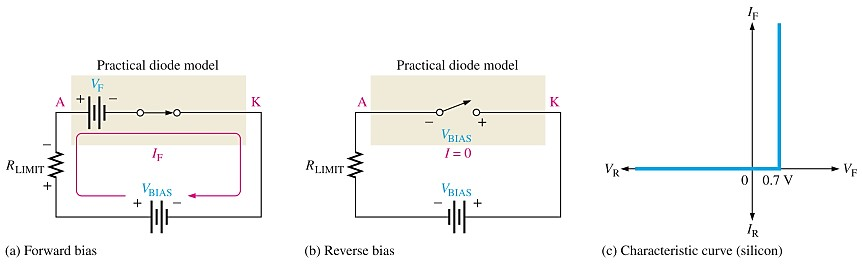 Practical diode model
V_F
A + − K
−
R_LIMIT
+
I_F
V_BIAS
+ −
(a) Forward bias
Practical diode model
A K
− +
V_BIAS
I = 0
R_LIMIT
V_BIAS
− +
(b) Reverse bias
I_F
V_R V_F
0 0.7 V
I_R
(c) Characteristic curve (silicon)